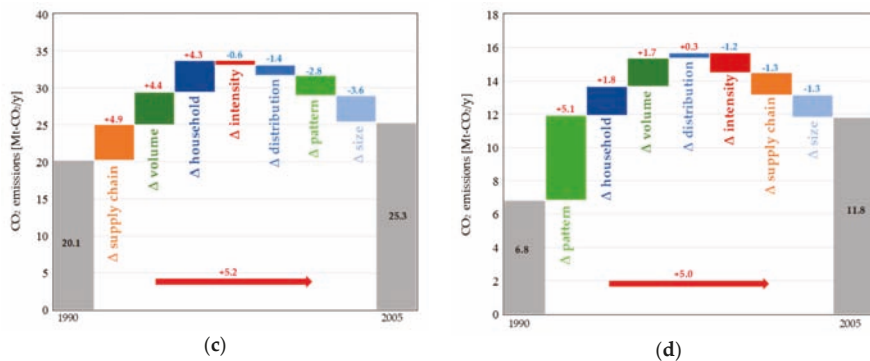 40
35
30
25
20
15
10
5
0
CO₂ emissions [Mt-CO₂/y]
20.1
+4.9
Δ supply chain
+4.4
Δ volume
+4.3
Δ household
-0.6
Δ intensity
-1.4
Δ distribution
-2.8
Δ pattern
-3.6
Δ size
25.3
+5.2
1990
2005
(c)
18
16
14
12
10
8
6
4
2
0
CO₂ emissions [Mt-CO₂/y]
6.8
+5.1
Δ pattern
+1.8
Δ household
+1.7
Δ volume
+0.3
Δ distribution
-1.2
Δ intensity
-1.3
Δ supply chain
-1.3
Δ size
11.8
+5.0
1990
2005
(d)